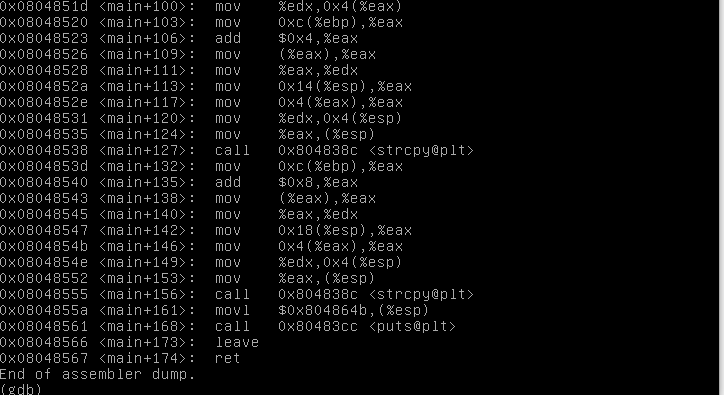 0x0804851d <main+100>: mov %edx,0x4(%eax)
0x08048520 <main+103>: mov 0xc(%ebp),%eax
0x08048523 <main+106>: add $0x4,%eax
0x08048526 <main+109>: mov (%eax),%eax
0x08048528 <main+111>: mov %eax,%edx
0x0804852a <main+113>: mov 0x14(%esp),%eax
0x0804852e <main+117>: mov 0x4(%eax),%eax
0x08048531 <main+120>: mov %edx,0x4(%esp)
0x08048535 <main+124>: mov %eax,(%esp)
0x08048538 <main+127>: call 0x804838c <strcpy@plt>
0x0804853d <main+132>: mov 0xc(%ebp),%eax
0x08048540 <main+135>: add $0x8,%eax
0x08048543 <main+138>: mov (%eax),%eax
0x08048545 <main+140>: mov %eax,%edx
0x08048547 <main+142>: mov 0x18(%esp),%eax
0x0804854b <main+146>: mov 0x4(%eax),%eax
0x0804854e <main+149>: mov %edx,0x4(%esp)
0x08048552 <main+153>: mov %eax,(%esp)
0x08048555 <main+156>: call 0x804838c <strcpy@plt>
0x0804855a <main+161>: movl $0x804864b,(%esp)
0x08048561 <main+168>: call 0x80483cc <puts@plt>
0x08048566 <main+173>: leave
0x08048567 <main+174>: ret
End of assembler dump.
(gdb)